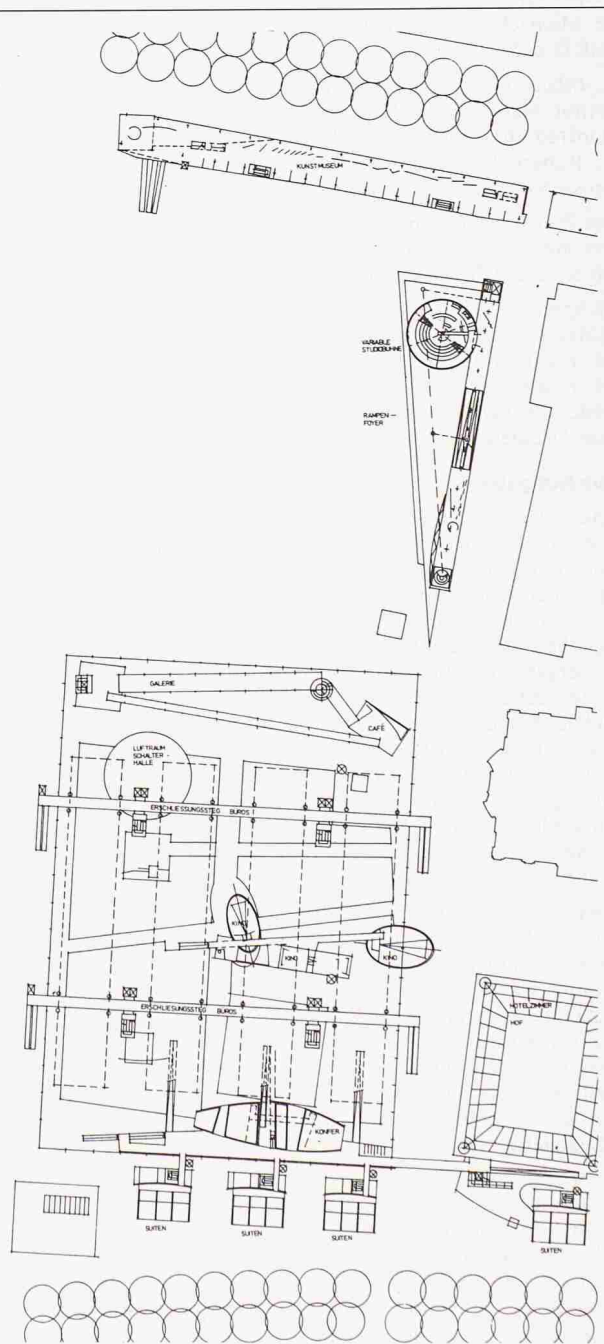 KUNSTMUSEUM
VARIABLE
STUDIOBÜHNE
RAMPEN -
FOYER
GALERIE
CAFÉ
LUFTRAUM
SCHALTER -
HALLE
ERSCHLIESSUNGSSTEG BÜROS
KINO
KINO
KINO
ERSCHLIESSUNGSSTEG BÜROS
HOTELZIMMER
HOF
KONFER
SUITEN
SUITEN
SUITEN
SUITEN